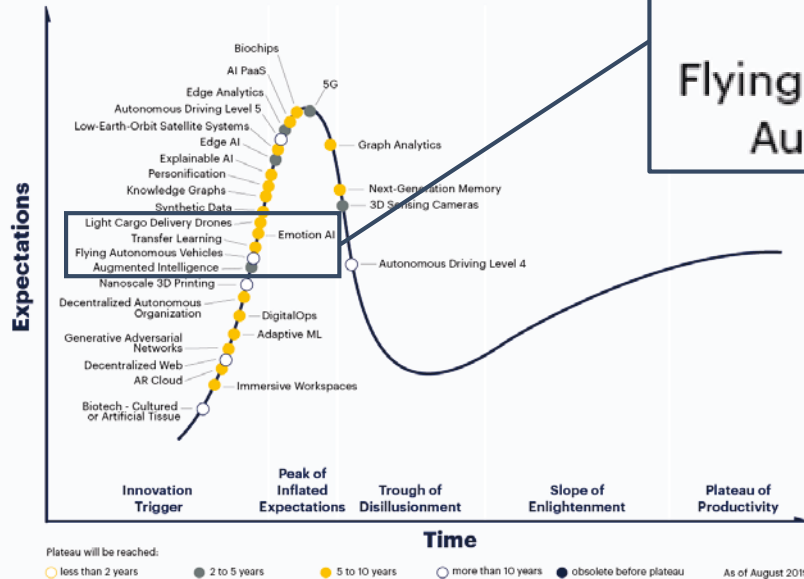 Biochips
AI PaaS
5G
Edge Analytics
Autonomous Driving Level 5
Low-Earth-Orbit Satellite Systems
Edge AI
Graph Analytics
Explainable AI
Personification
Knowledge Graphs
Next-Generation Memory
3D Sensing Cameras
Synthetic Data
Light Cargo Delivery Drones
Emotion AI
Transfer Learning
Flying Autonomous Vehicles
Augmented Intelligence
Autonomous Driving Level 4
Nanoscale 3D Printing
Decentralized Autonomous
Organization
DigitalOps
Adaptive ML
Generative Adversarial
Networks
Decentralized Web
AR Cloud
Immersive Workspaces
Biotech - Cultured
or Artificial Tissue
Flying
Au
Expectations
Innovation
Trigger
Peak of
Inflated
Expectations
Trough of
Disillusionment
Slope of
Enlightenment
Plateau of
Productivity
Time
Plateau will be reached:
less than 2 years
2 to 5 years
5 to 10 years
more than 10 years
obsolete before plateau
As of August 2019